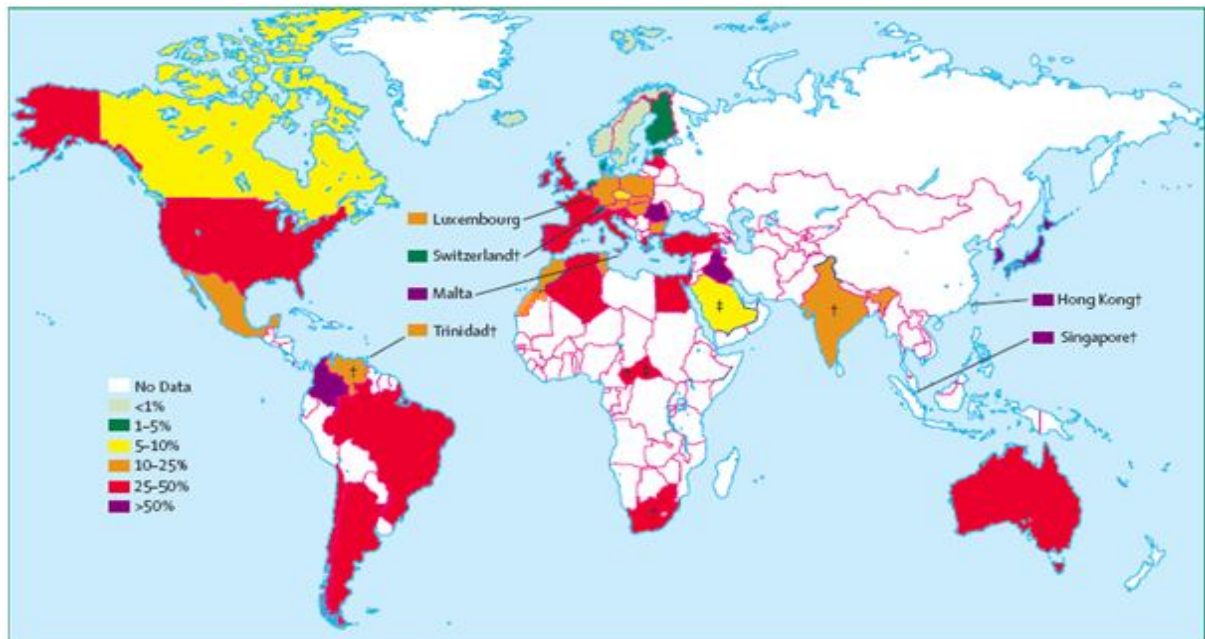 Luxembourg
Switzerland†
Malta
Trinidad†
Hong Kong†
Singapore†
†
‡
†
No Data
<1%
1–5%
5–10%
10–25%
25–50%
>50%